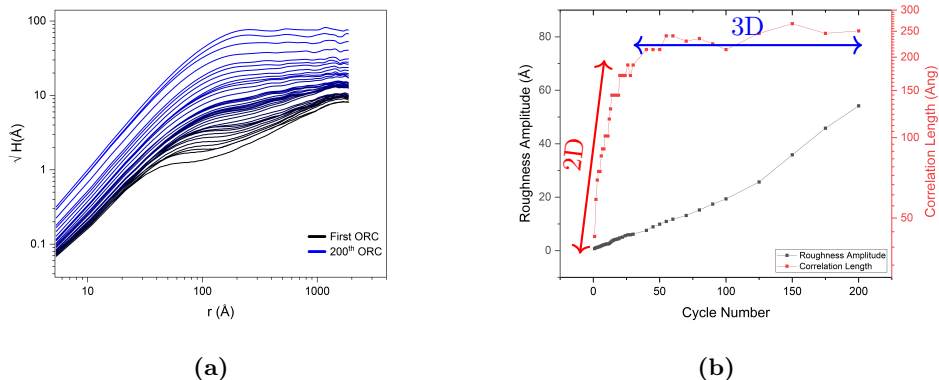 100
10
1
0.1
√ H(Å)
10
100
1000
r (Å)
First ORC
200th ORC
(a)
80
60
40
20
0
Roughness Amplitude (Å)
300
250
200
150
100
50
Correlation Length (Ang)
0
50
100
150
200
Cycle Number
2D
3D
Roughness Amplitude
Correlation Length
(b)